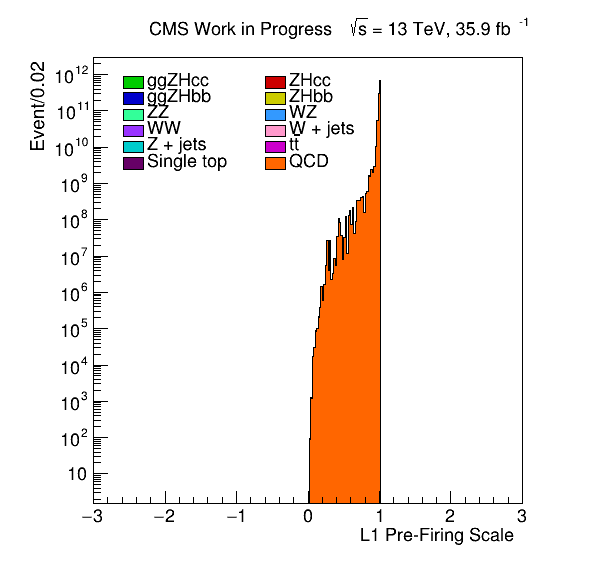 CMS Work in Progress √s = 13 TeV, 35.9 fb⁻¹
Event/0.02
10¹²
10¹¹
10¹⁰
10⁹
10⁸
10⁷
10⁶
10⁵
10⁴
10³
10²
10
ggZHcc ZHcc
ggZHbb ZHbb
ZZ WZ
WW W + jets
Z + jets tt
Single top QCD
−3 −2 −1 0 1 2 3
L1 Pre-Firing Scale